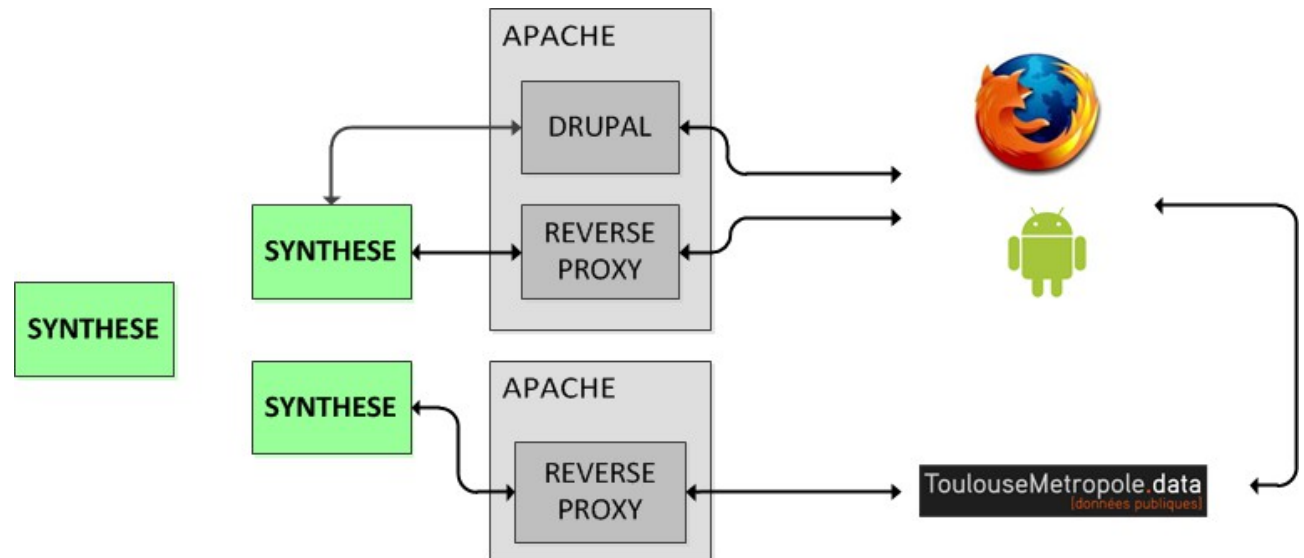 APACHE
DRUPAL
SYNTHESE
REVERSE
PROXY
SYNTHESE
SYNTHESE
APACHE
REVERSE
PROXY
ToulouseMetropole.data
[données publiques]